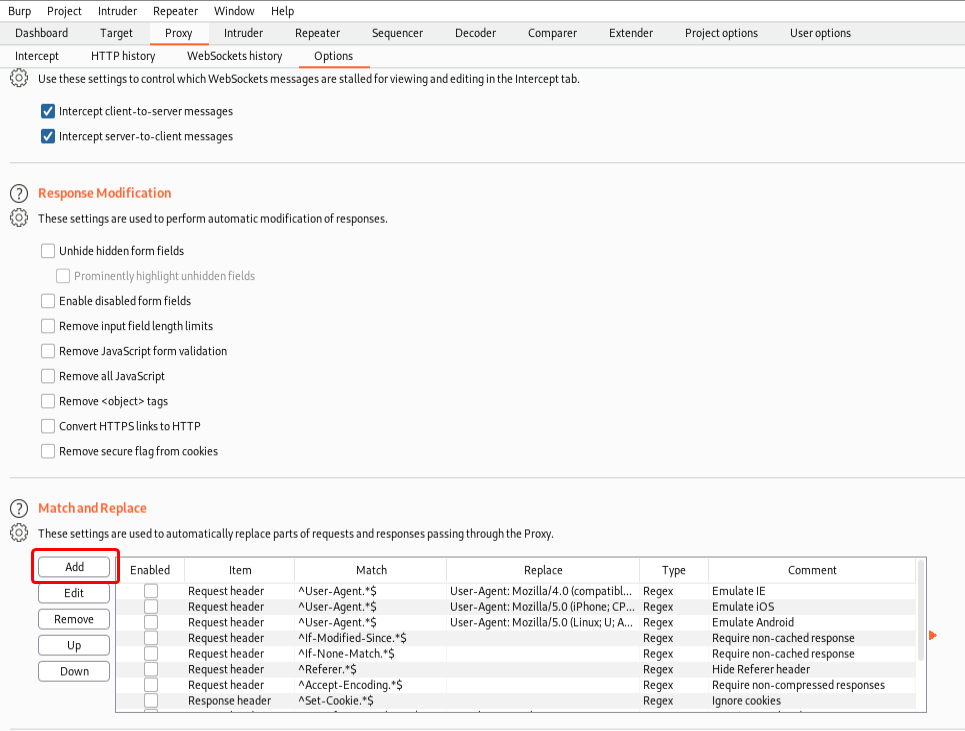 Burp Project Intruder Repeater Window Help
Dashboard Target Proxy Intruder Repeater Sequencer Decoder Comparer Extender Project options User options
Intercept HTTP history WebSockets history Options
Use these settings to control which WebSockets messages are stalled for viewing and editing in the Intercept tab.
Intercept client-to-server messages
Intercept server-to-client messages
? Response Modification
These settings are used to perform automatic modification of responses.
Unhide hidden form fields
Prominently highlight unhidden fields
Enable disabled form fields
Remove input field length limits
Remove JavaScript form validation
Remove all JavaScript
Remove <object> tags
Convert HTTPS links to HTTP
Remove secure flag from cookies
? Match and Replace
These settings are used to automatically replace parts of requests and responses passing through the Proxy.
Add
Edit
Remove
Up
Down
Enabled Item Match Replace Type Comment
Request header ^User-Agent.*$ User-Agent: Mozilla/4.0 (compatibl... Regex Emulate IE
Request header ^User-Agent.*$ User-Agent: Mozilla/5.0 (iPhone; CP... Regex Emulate iOS
Request header ^User-Agent.*$ User-Agent: Mozilla/5.0 (Linux; U; A... Regex Emulate Android
Request header ^If-Modified-Since.*$ Regex Require non-cached response
Request header ^If-None-Match.*$ Regex Require non-cached response
Request header ^Referer.*$ Regex Hide Referer header
Request header ^Accept-Encoding.*$ Regex Require non-compressed responses
Response header ^Set-Cookie.*$ Regex Ignore cookies